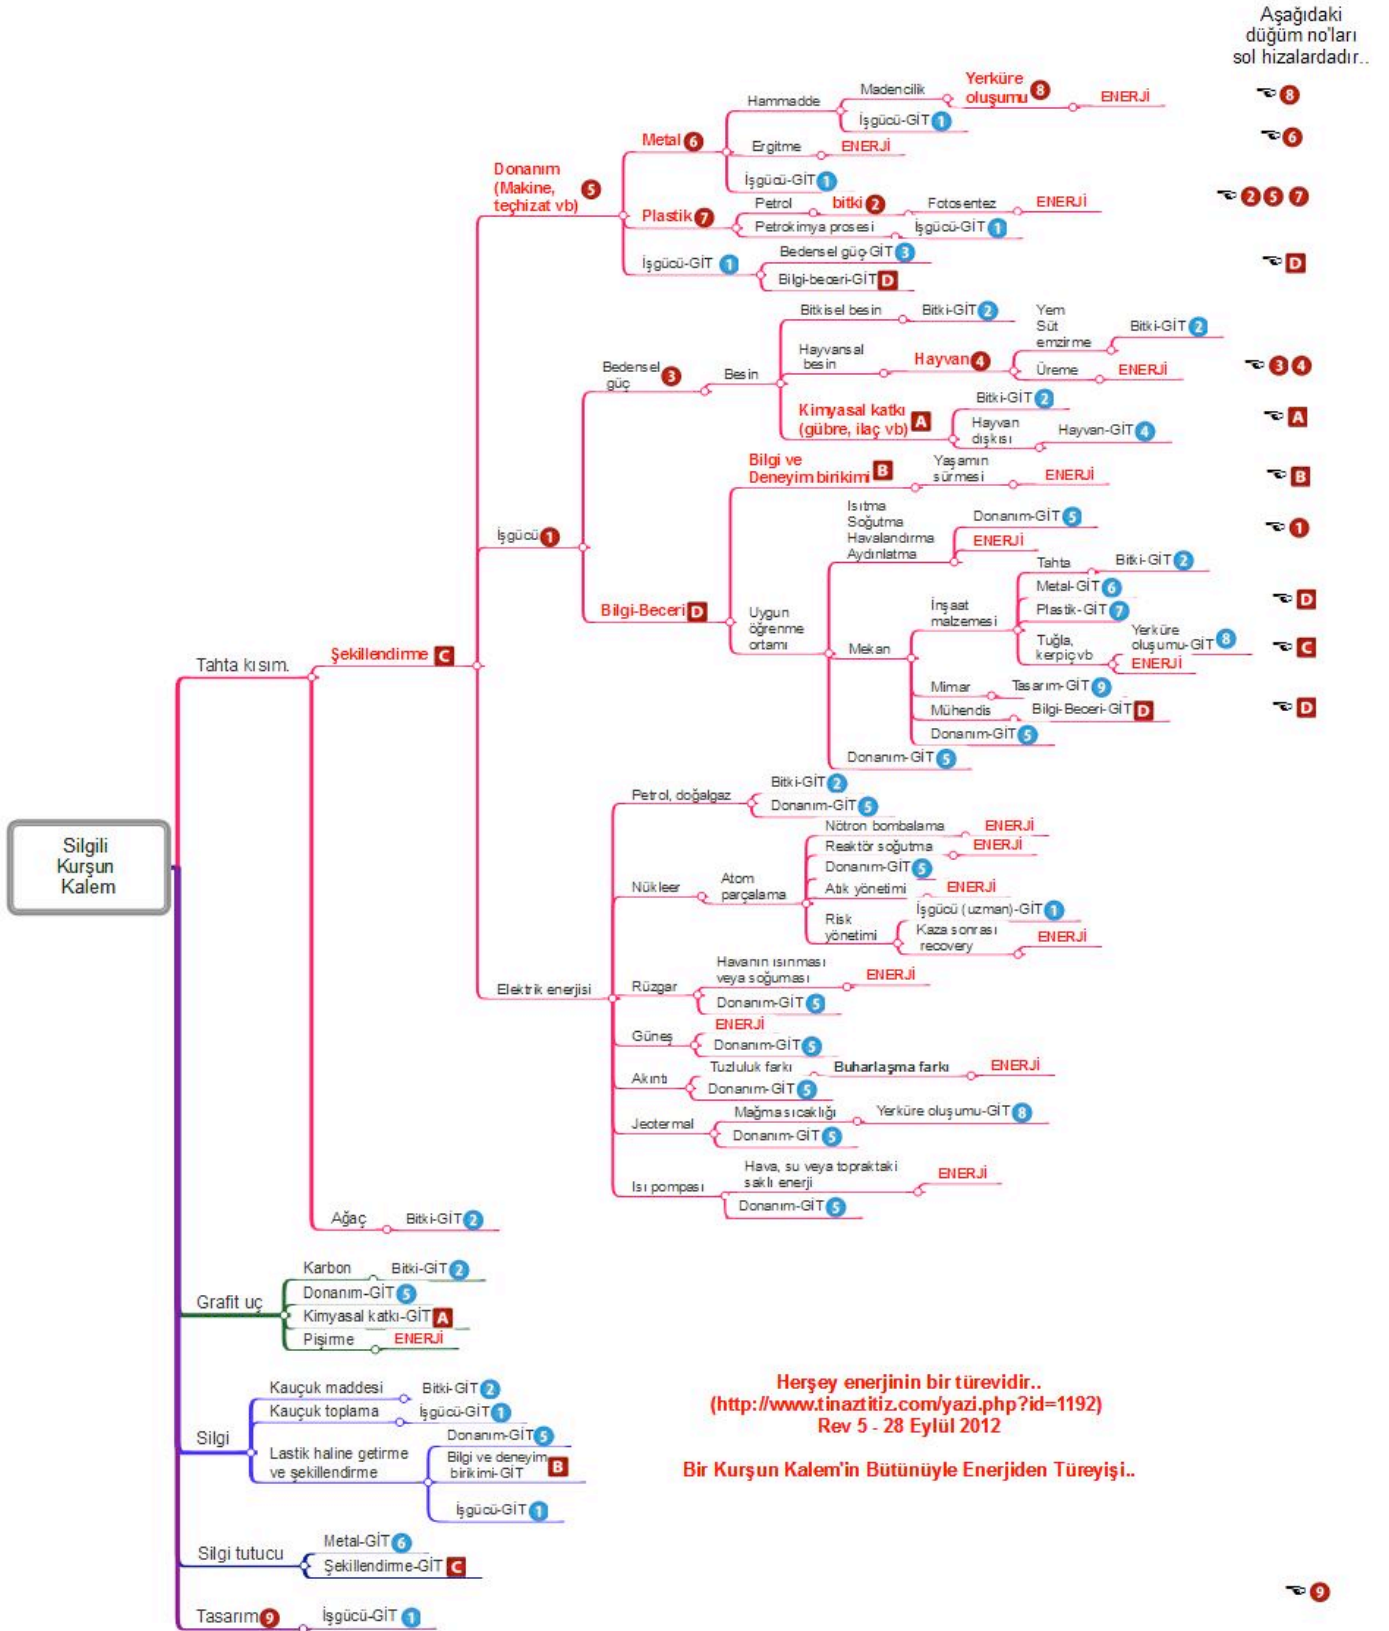 Aşağıdaki
düğüm no'ları
sol hizalardadır..
Silgili
Kurşun
Kalem
Tahta kısım.
Şekillendirme C
Donanım
(Makine,
teçhizat vb) 5
Metal 6
Hammadde
Madencilik
Yerküre
oluşumu 8
ENERJİ
İşgücü-GİT 1
Ergitme
ENERJİ
İşgücü-GİT 1
Plastik 7
Petrol
bitki 2
Fotosentez
ENERJİ
Petrokimya prosesi
İşgücü-GİT 1
İşgücü-GİT 1
Bedensel güç-GİT 3
Bilgi-beceri-GİT D
İşgücü 1
Bedensel
güç 3
Besin
Bitkisel besin
Bitki-GİT 2
Hayvansal
besin
Hayvan 4
Yem
Süt
emzirme
Bitki-GİT 2
Üreme
ENERJİ
Kimyasal katkı
(gübre, ilaç vb) A
Bitki-GİT 2
Hayvan
dışkısı
Hayvan-GİT 4
Bilgi-Beceri D
Bilgi ve
Deneyim birikimi B
Yaşamın
sürmesi
ENERJİ
Uygun
öğrenme
ortamı
Isıtma
Soğutma
Havalandırma
Aydınlatma
Donanım-GİT 5
ENERJİ
Mekan
İnşaat
malzemesi
Tahta
Bitki-GİT 2
Metal-GİT 6
Plastik-GİT 7
Tuğla,
kerpiç vb
Yerküre
oluşumu-GİT 8
ENERJİ
Mimar
Tasarım-GİT 9
Mühendis
Bilgi-Beceri-GİT D
Donanım-GİT 5
Donanım-GİT 5
Elektrik enerjisi
Petrol, doğalgaz
Bitki-GİT 2
Donanım-GİT 5
Nükleer
Atom
parçalama
Nötron bombalama
ENERJİ
Reaktör soğutma
ENERJİ
Donanım-GİT 5
Atık yönetimi
ENERJİ
Risk
yönetimi
İşgücü (uzman)-GİT 1
Kaza sonrası
recovery
ENERJİ
Rüzgar
Havanın ısınması
veya soğuması
ENERJİ
Donanım-GİT 5
Güneş
ENERJİ
Donanım-GİT 5
Akıntı
Tuzluluk farkı
Buharlaşma farkı
ENERJİ
Donanım-GİT 5
Jeotermal
Mağma sıcaklığı
Yerküre oluşumu-GİT 8
Donanım-GİT 5
Isı pompası
Hava, su veya topraktaki
saklı enerji
ENERJİ
Donanım-GİT 5
Ağaç
Bitki-GİT 2
Grafit uç
Karbon
Bitki-GİT 2
Donanım-GİT 5
Kimyasal katkı-GİT A
Pişirme
ENERJİ
Silgi
Kauçuk maddesi
Bitki-GİT 2
Kauçuk toplama
İşgücü-GİT 1
Lastik haline getirme
ve şekillendirme
Donanım-GİT 5
Bilgi ve deneyim
birikimi-GİT B
İşgücü-GİT 1
Silgi tutucu
Metal-GİT 6
Şekillendirme-GİT C
Tasarım 9
İşgücü-GİT 1
8
6
2 5 7
D
3 4
A
B
1
D
C
D
9
Herşey enerjinin bir türevidir..
(http://www.tinaztitiz.com/yazi.php?id=1192)
Rev 5 - 28 Eylül 2012
Bir Kurşun Kalem'in Bütünüyle Enerjiden Türeyişi..